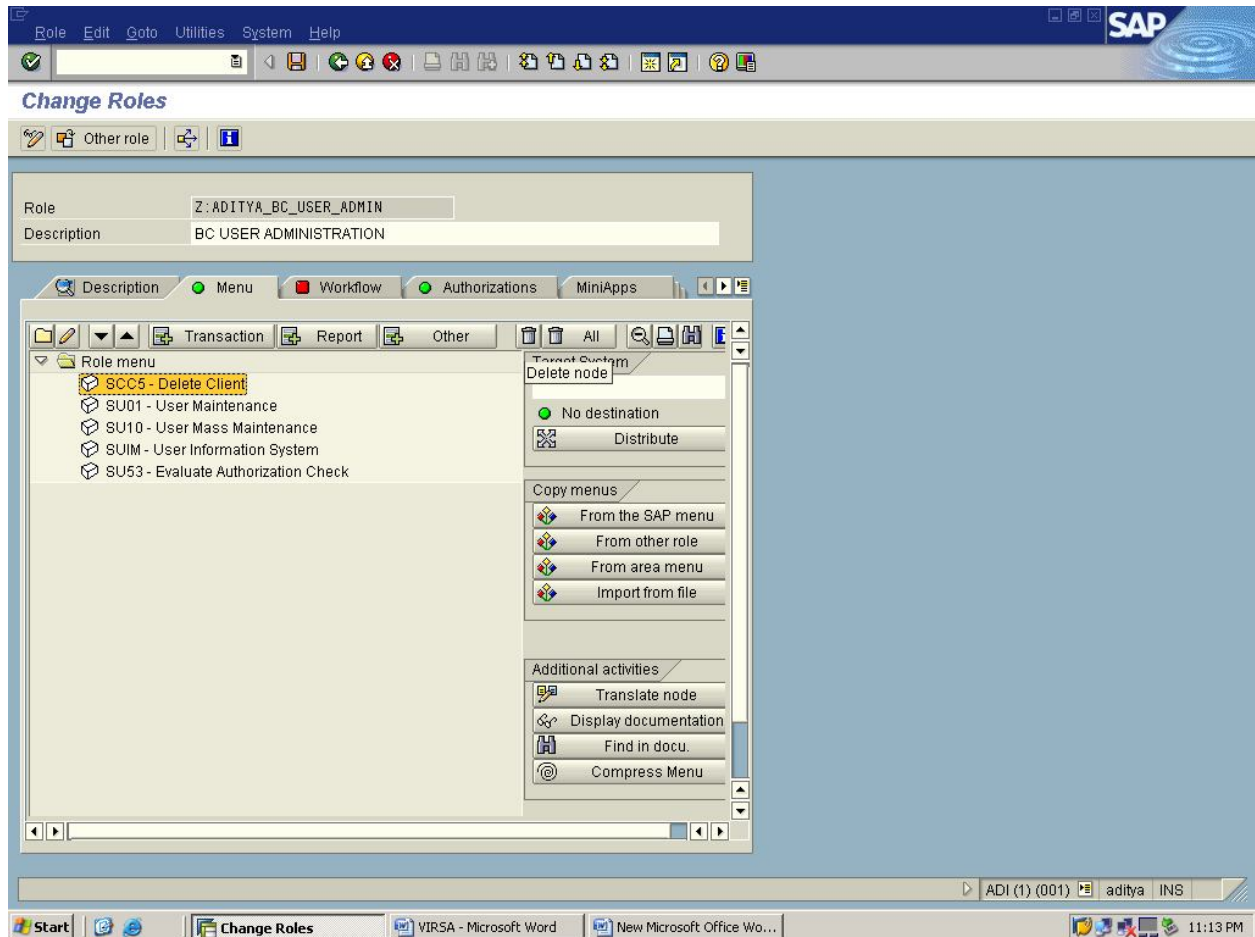 Role Edit Goto Utilities System Help
SAP
Change Roles
Other role
Role Z:ADITYA_BC_USER_ADMIN
Description BC USER ADMINISTRATION
Description Menu Workflow Authorizations MiniApps
Transaction Report Other All
Role menu
SCC5 - Delete Client
SU01 - User Maintenance
SU10 - User Mass Maintenance
SUIM - User Information System
SU53 - Evaluate Authorization Check
Target System
Delete node
No destination
Distribute
Copy menus
From the SAP menu
From other role
From area menu
Import from file
Additional activities
Translate node
Display documentation
Find in docu.
Compress Menu
ADI (1) (001) aditya INS
Start Change Roles VIRSA - Microsoft Word New Microsoft Office Wo... 11:13 PM